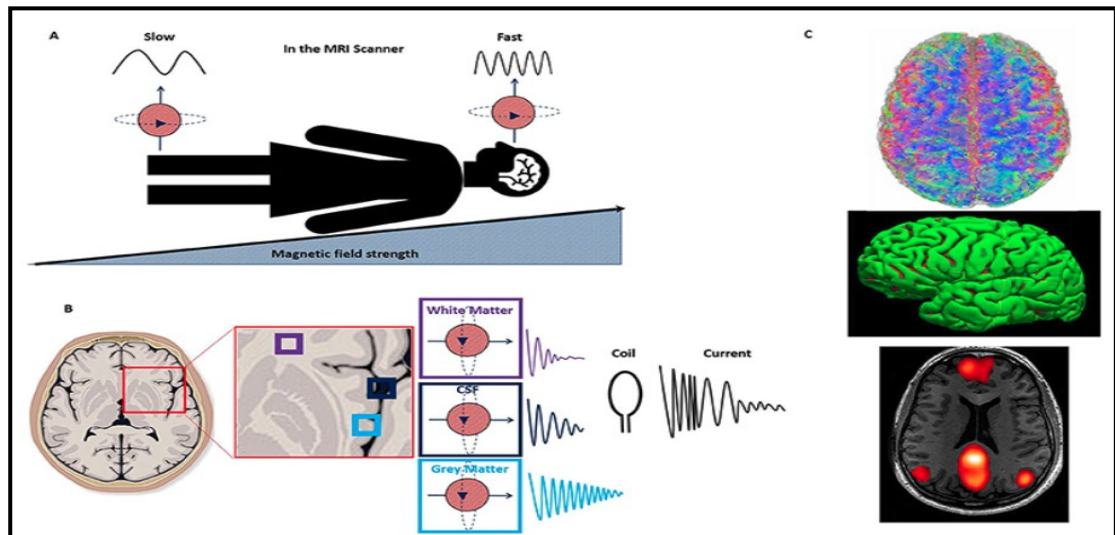 A
Slow
In the MRI Scanner
Fast
Magnetic field strength
B
White Matter
CSF
Grey Matter
Coil
Current
C